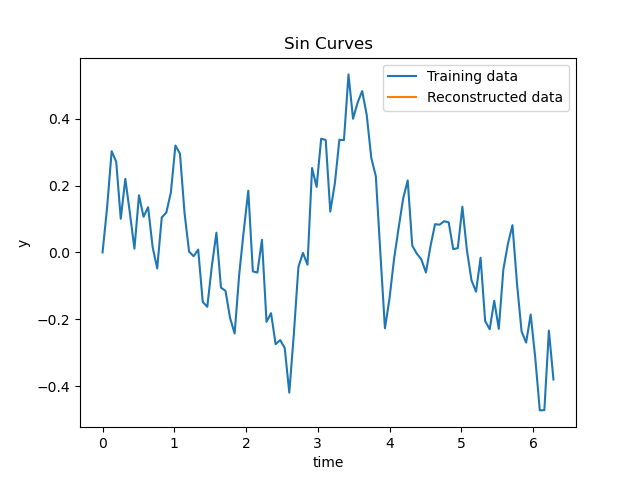 Sin Curves
Training data
Reconstructed data
0.4
0.2
0.0
−0.2
−0.4
y
0 1 2 3 4 5 6
time